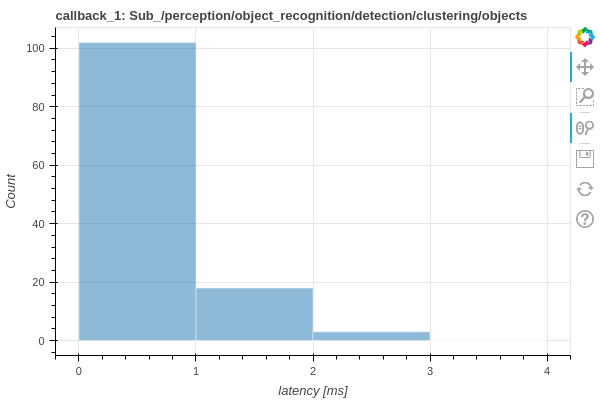 callback_1: Sub_/perception/object_recognition/detection/clustering/objects
Count
100
80
60
40
20
0
0 1 2 3 4
latency [ms]